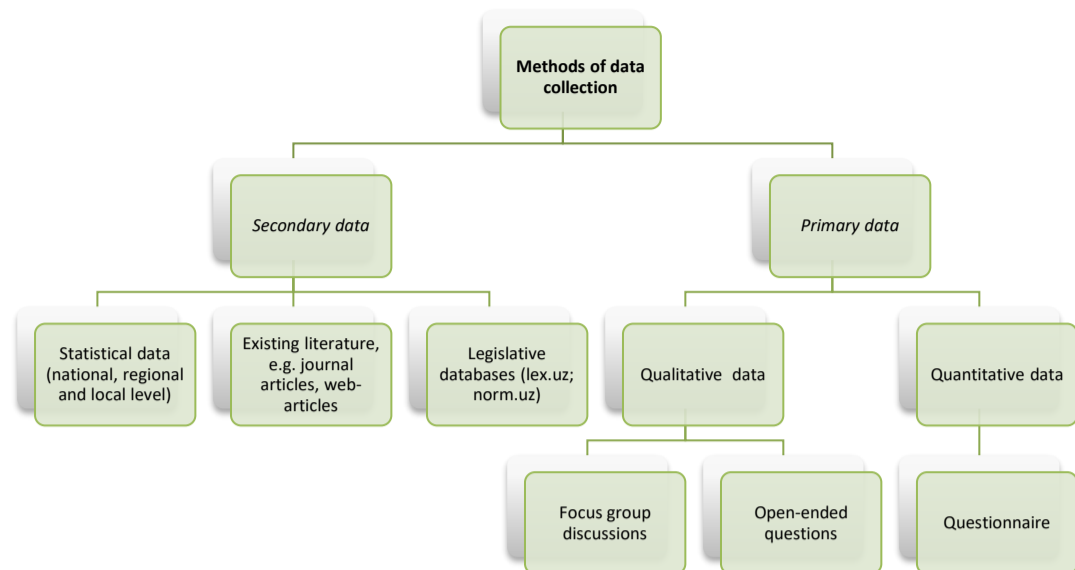 Methods of data
collection
Secondary data
Primary data
Statistical data
(national, regional
and local level)
Existing literature,
e.g. journal
articles, web-
articles
Legislative
databases (lex.uz;
norm.uz)
Qualitative data
Quantitative data
Focus group
discussions
Open-ended
questions
Questionnaire